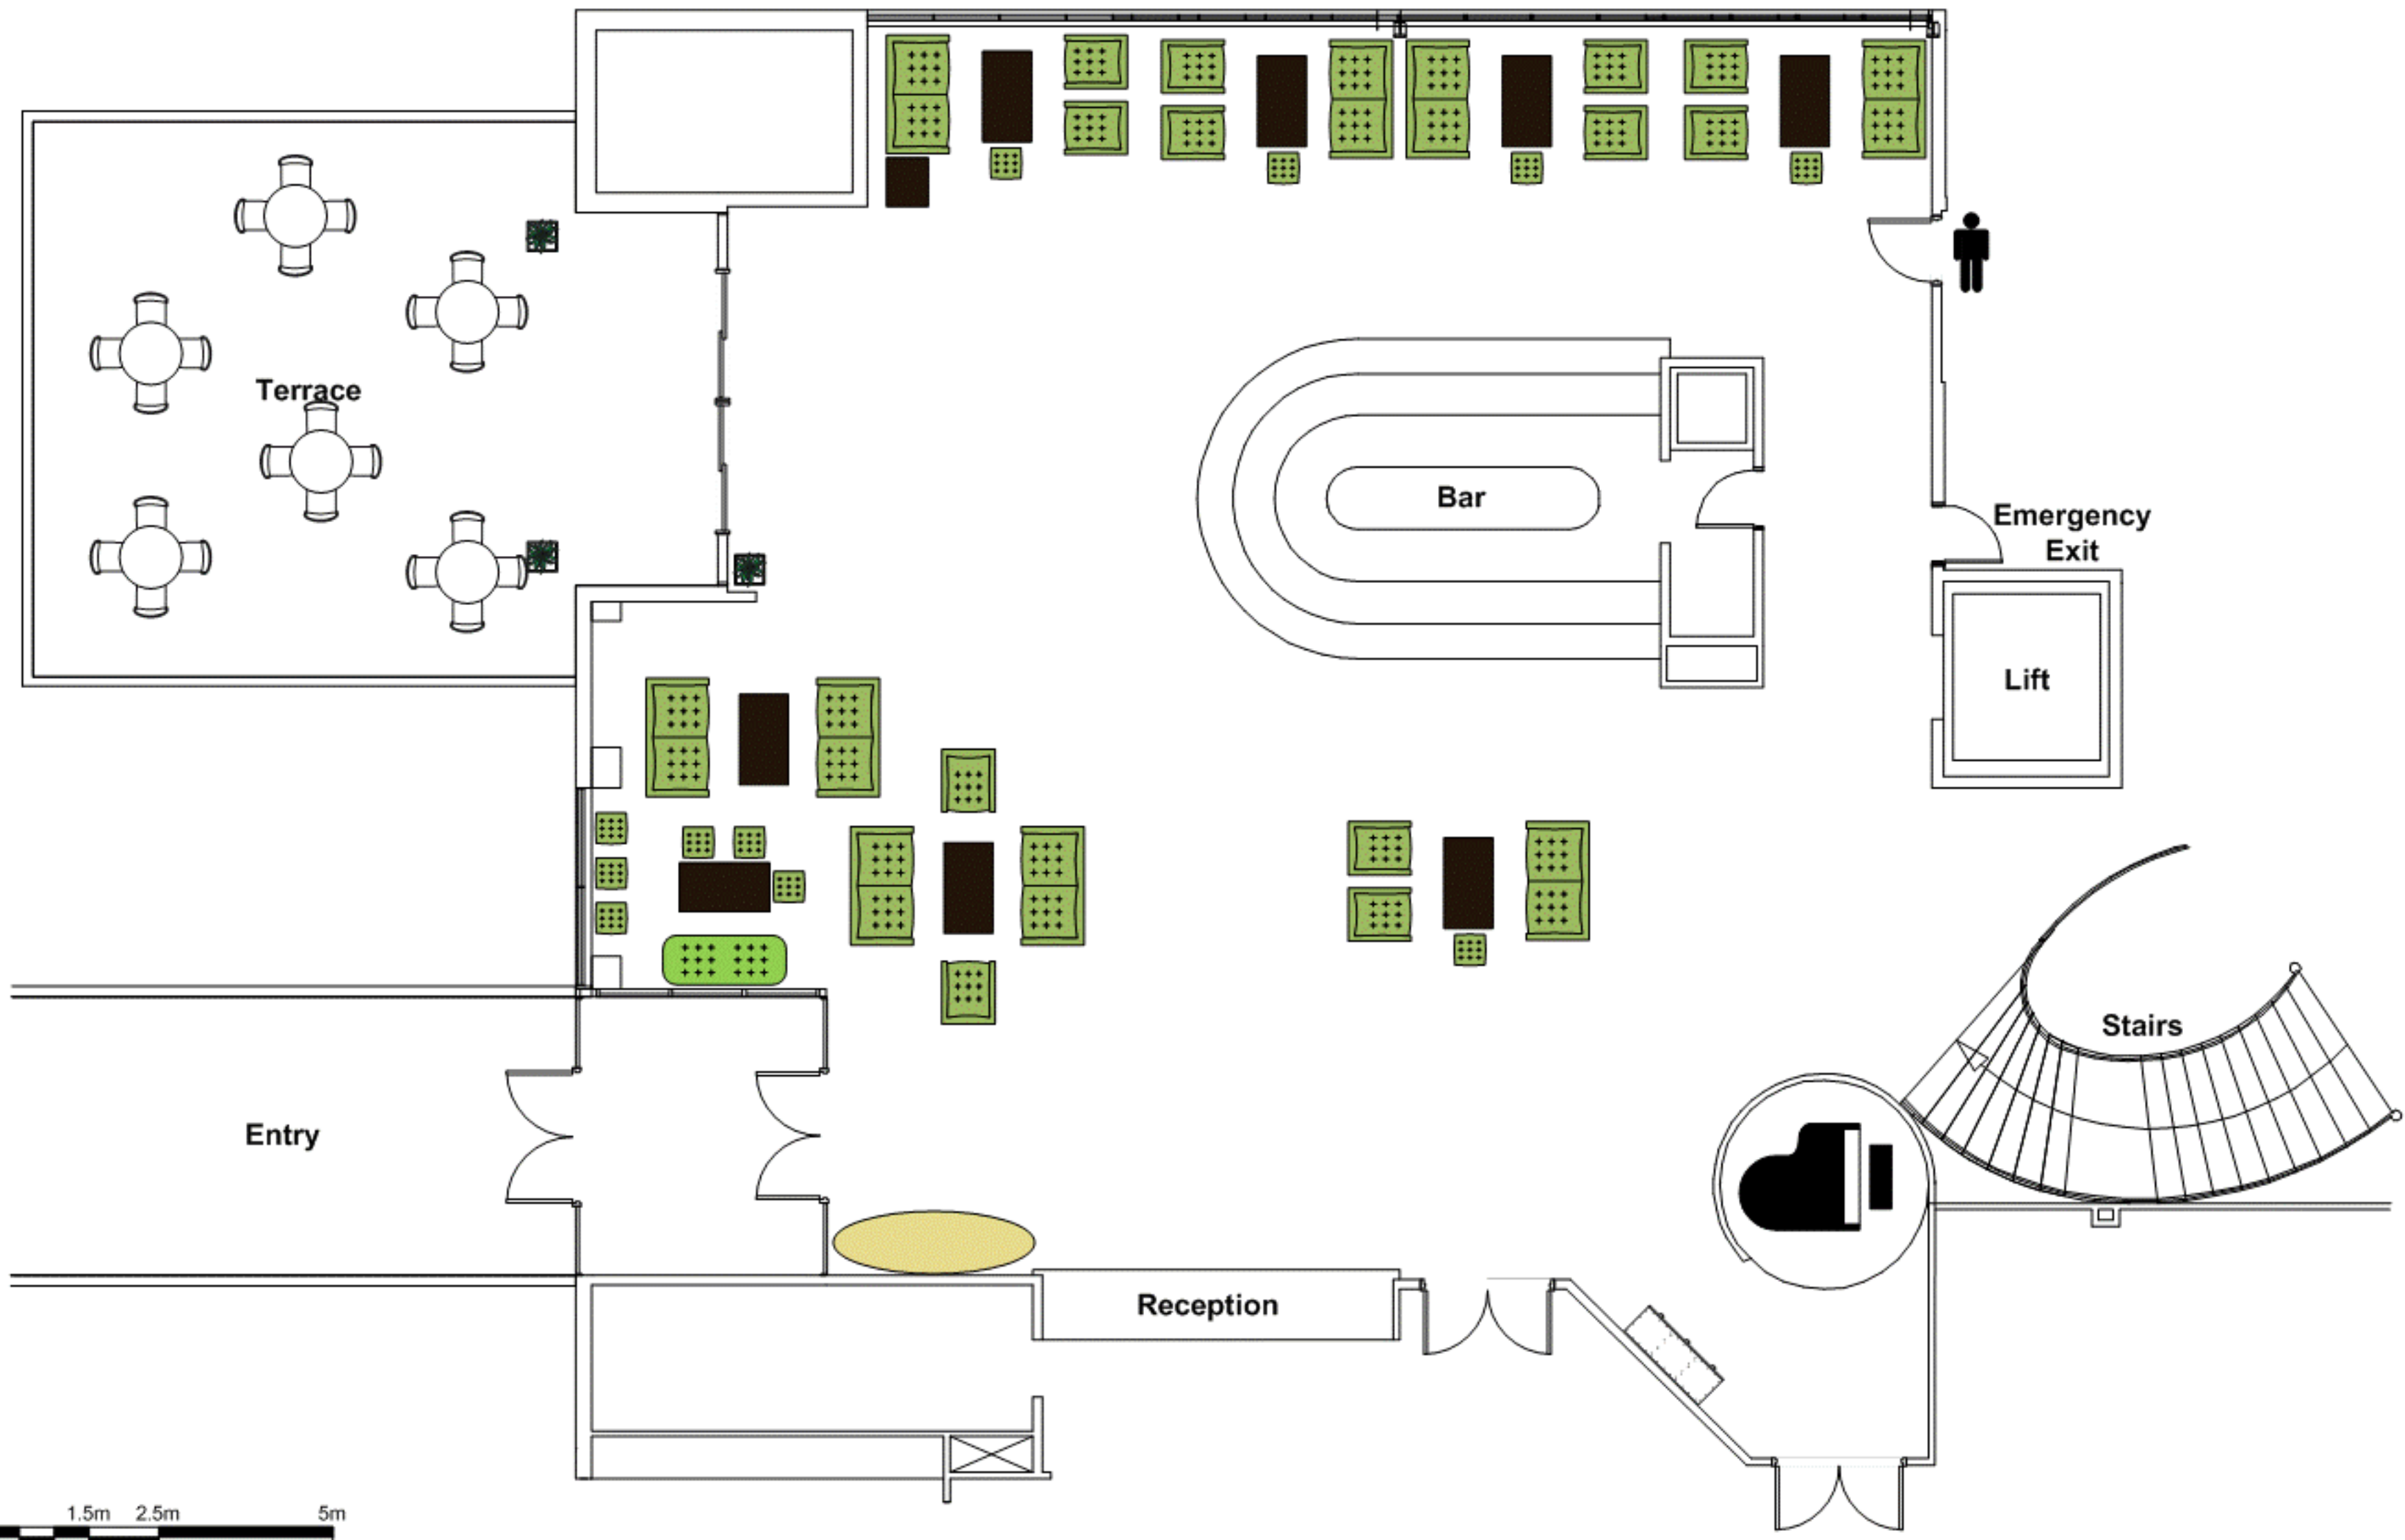 Terrace
Bar
Emergency
Exit
Lift
Stairs
Entry
Reception
1.5m 2.5m 5m